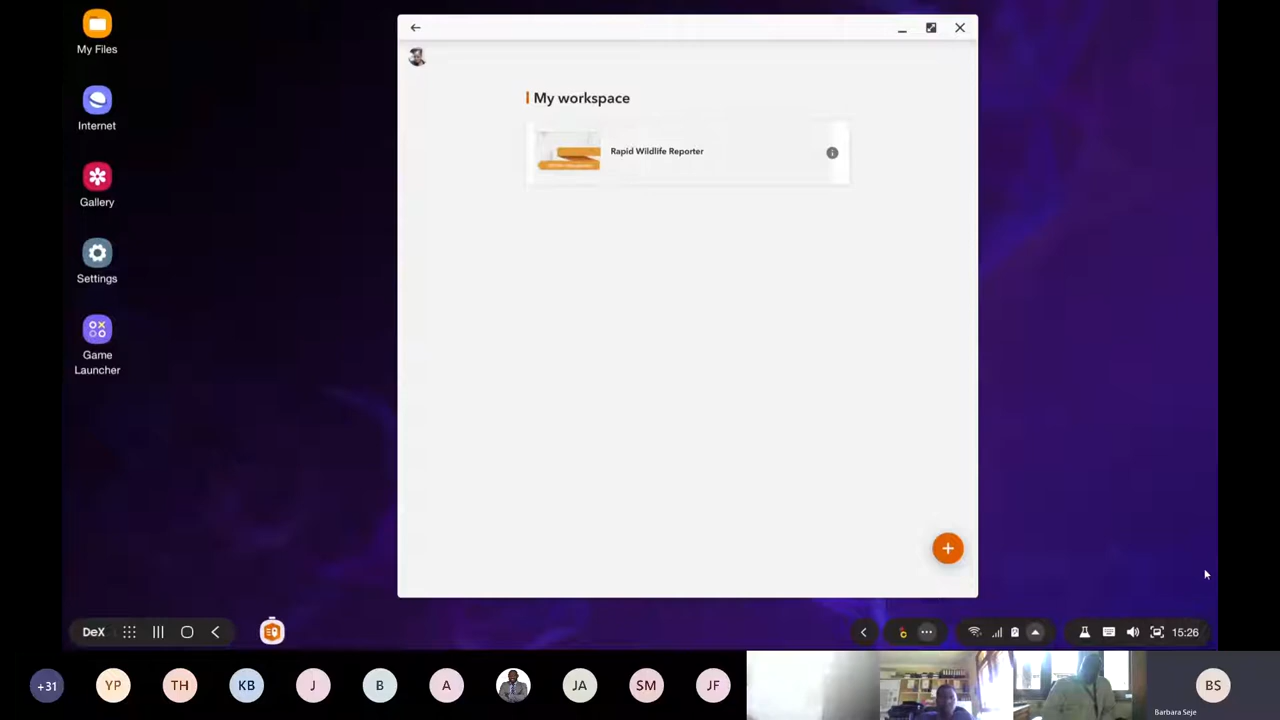 My Files
Internet
Gallery
Settings
Game
Launcher
My workspace
Rapid Wildlife Reporter
DeX
15:26
+31
YP
TH
KB
J
B
A
JA
SM
JF
BS
Barbara Seje